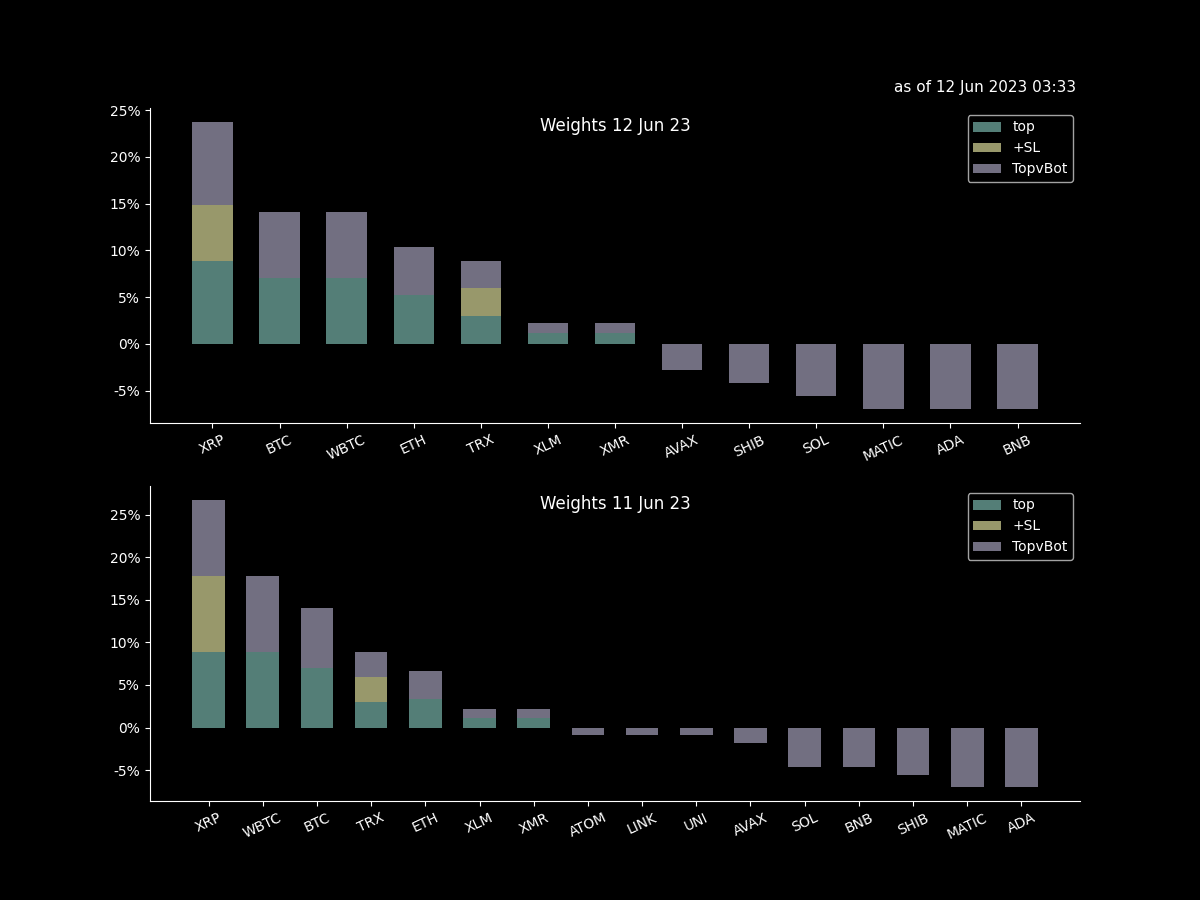 as of 12 Jun 2023 03:33
Weights 12 Jun 23
top
+SL
TopvBot
25%
20%
15%
10%
5%
0%
-5%
XRP BTC WBTC ETH TRX XLM XMR AVAX SHIB SOL MATIC ADA BNB
Weights 11 Jun 23
top
+SL
TopvBot
25%
20%
15%
10%
5%
0%
-5%
XRP WBTC BTC TRX ETH XLM XMR ATOM LINK UNI AVAX SOL BNB SHIB MATIC ADA